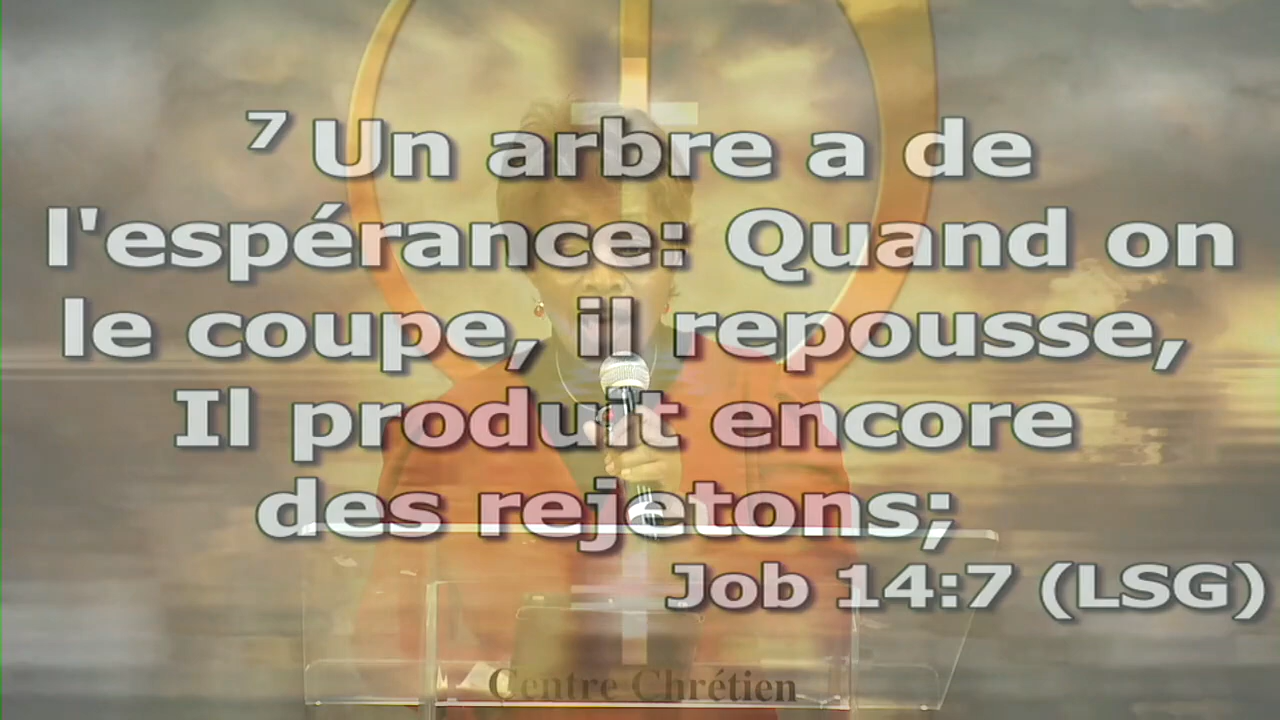 ⁷ Un arbre a de
l'espérance: Quand on
le coupe, il repousse,
Il produit encore
des rejetons;
Job 14:7 (LSG)
Centre Chrétien